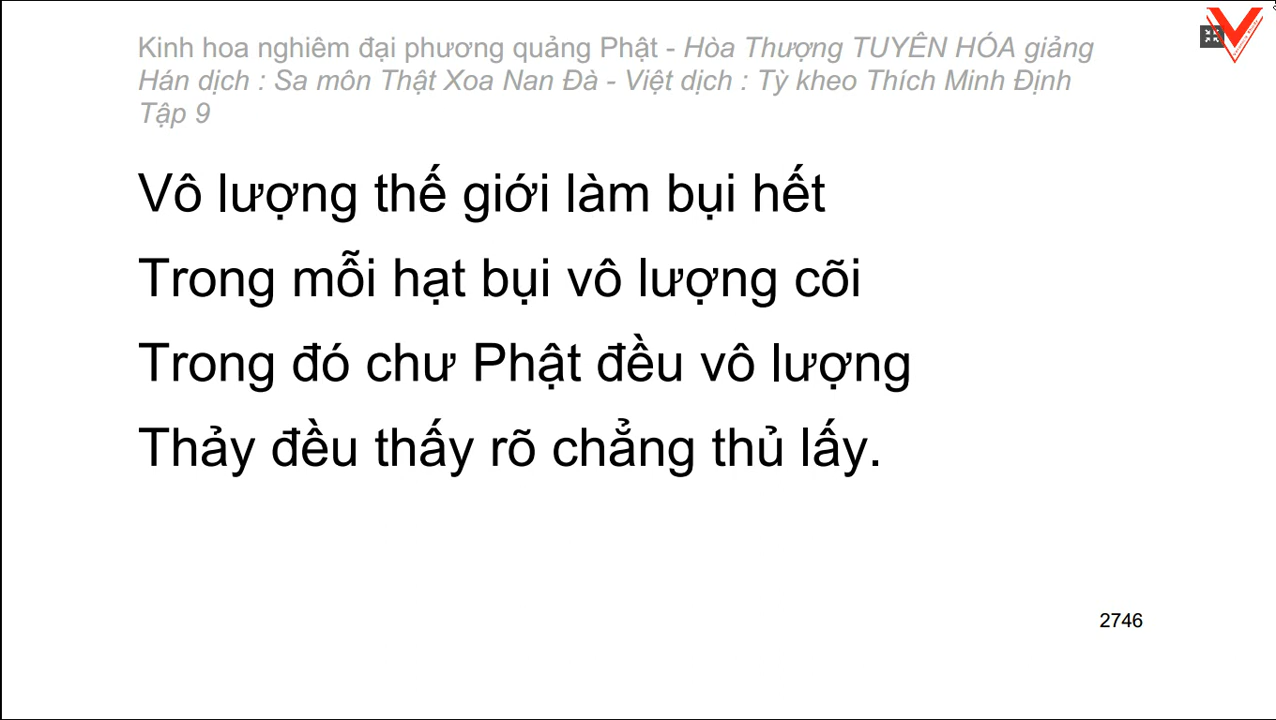 Kinh hoa nghiêm đại phương quảng Phật - Hòa Thượng TUYÊN HÓA giảng
Hán dịch : Sa môn Thật Xoa Nan Đà - Việt dịch : Tỳ kheo Thích Minh Định
Tập 9
Vô lượng thế giới làm bụi hết
Trong mỗi hạt bụi vô lượng cõi
Trong đó chư Phật đều vô lượng
Thảy đều thấy rõ chẳng thủ lấy.
2746